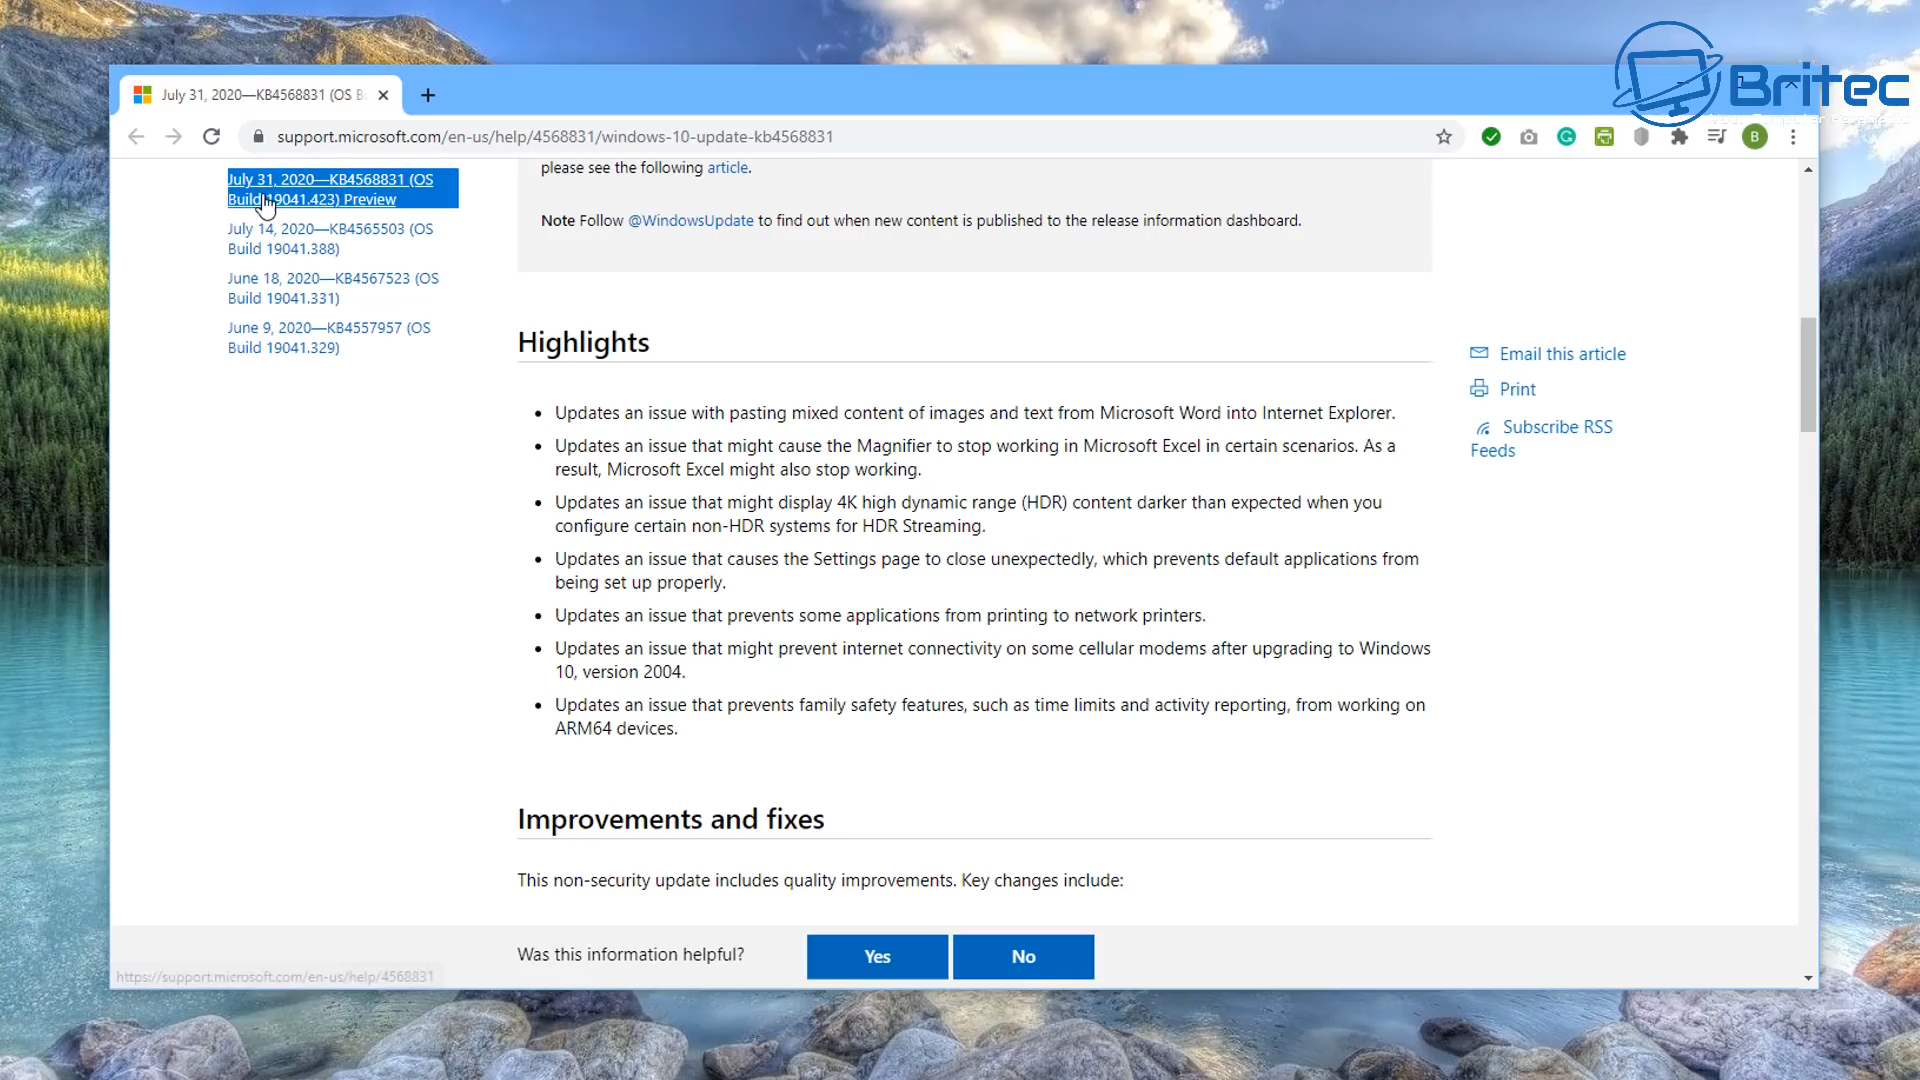 Britec
July 31, 2020—KB4568831 (OS B
support.microsoft.com/en-us/help/4568831/windows-10-update-kb4568831
B
July 31, 2020—KB4568831 (OS
Build 19041.423) Preview
July 14, 2020—KB4565503 (OS
Build 19041.388)
June 18, 2020—KB4567523 (OS
Build 19041.331)
June 9, 2020—KB4557957 (OS
Build 19041.329)
please see the following article.
Note Follow @WindowsUpdate to find out when new content is published to the release information dashboard.
Highlights
• Updates an issue with pasting mixed content of images and text from Microsoft Word into Internet Explorer.
• Updates an issue that might cause the Magnifier to stop working in Microsoft Excel in certain scenarios. As a
result, Microsoft Excel might also stop working.
• Updates an issue that might display 4K high dynamic range (HDR) content darker than expected when you
configure certain non-HDR systems for HDR Streaming.
• Updates an issue that causes the Settings page to close unexpectedly, which prevents default applications from
being set up properly.
• Updates an issue that prevents some applications from printing to network printers.
• Updates an issue that might prevent internet connectivity on some cellular modems after upgrading to Windows
10, version 2004.
• Updates an issue that prevents family safety features, such as time limits and activity reporting, from working on
ARM64 devices.
Improvements and fixes
This non-security update includes quality improvements. Key changes include:
Email this article
Print
Subscribe RSS
Feeds
Was this information helpful?
Yes
No
https://support.microsoft.com/en-us/help/4568831